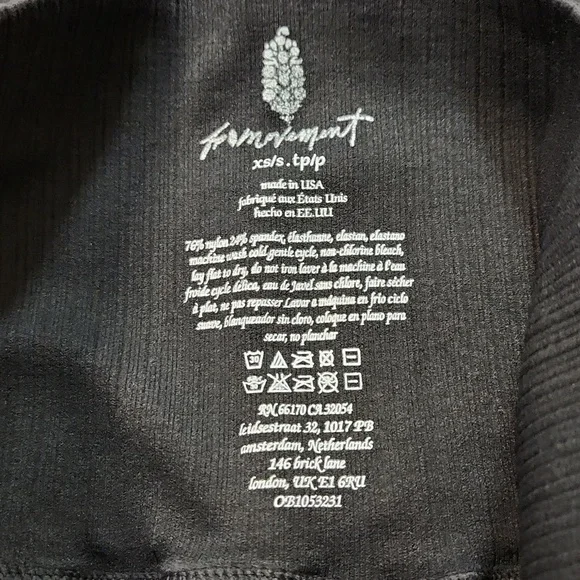 movement
xs/s . tp/p
made in USA
fabriqué aux États Unis
hecho en EE.UU
76% nylon 24% spandex, élasthanne, elastan, elastano
machine wash cold gentle cycle, non-chlorine bleach,
lay flat to dry, do not iron laver à la machine à l'eau
froide cycle délica, eau de Javel sans chlore, faire sécher
à plat, ne pas repasser Lavar a máquina en frio ciclo
suave, blanqueador sin cloro, coloque en plano para
secar, no planchar
30
RN 66170 CA 32054
leidsestraat 32, 1017 PB
amsterdam, Netherlands
146 brick lane
london, UK E1 6RU
OB1053231